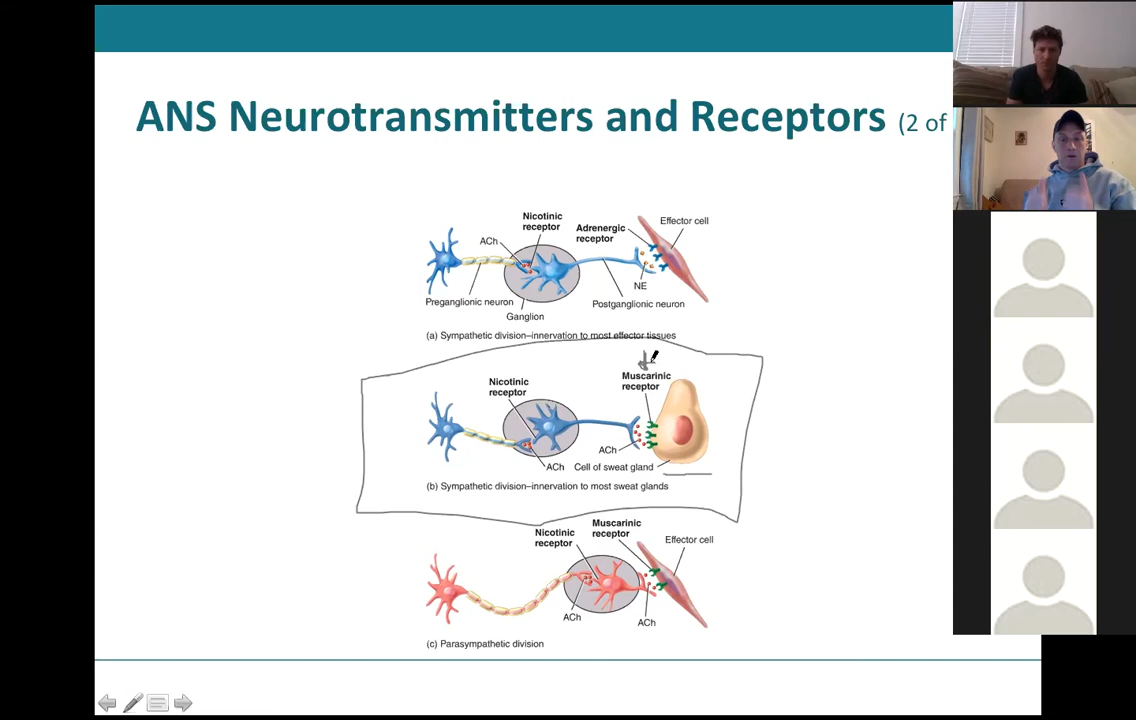 ANS Neurotransmitters and Receptors (2 of
Nicotinic
receptor
Effector cell
ACh
Adrenergic
receptor
NE
Preganglionic neuron
Postganglionic neuron
Ganglion
(a) Sympathetic division–innervation to most effector tissues
Muscarinic
receptor
Nicotinic
receptor
ACh
ACh
Cell of sweat gland
(b) Sympathetic division–innervation to most sweat glands
Muscarinic
receptor
Nicotinic
receptor
Effector cell
ACh
ACh
(c) Parasympathetic division